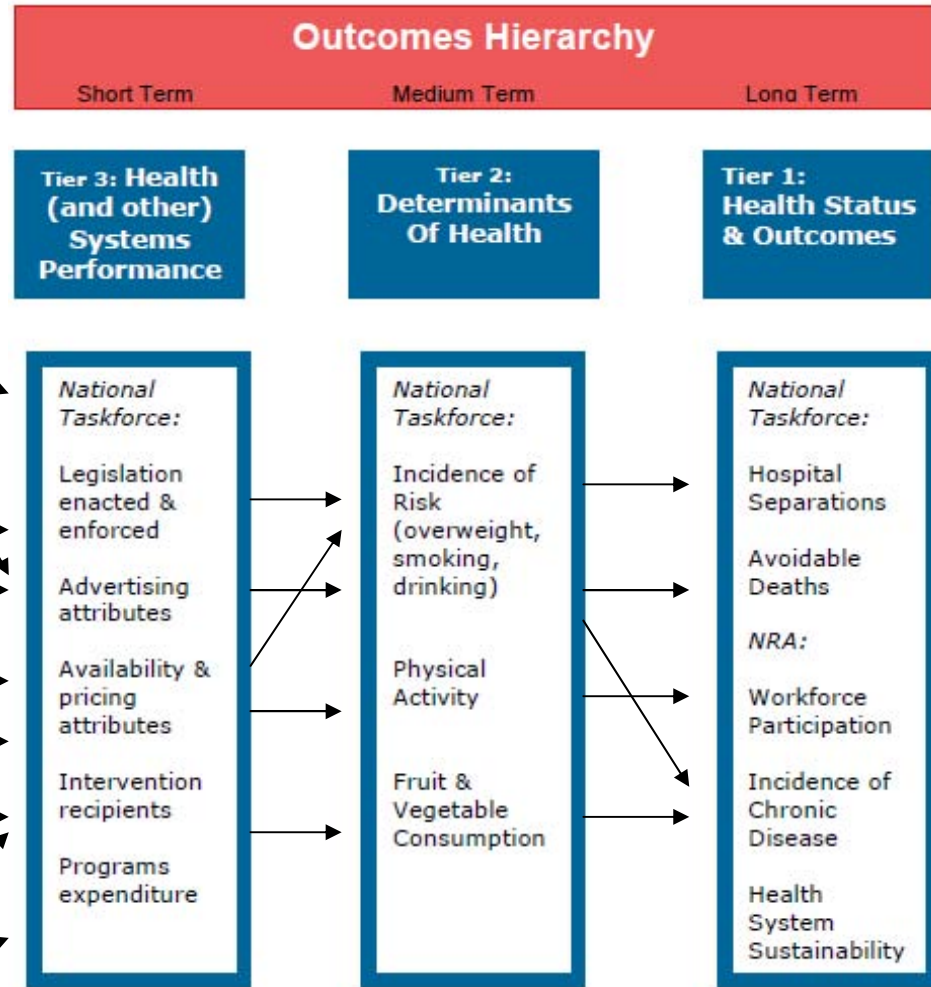 Outcomes Hierarchy
Short Term
Medium Term
Long Term
Tier 3: Health
(and other)
Systems
Performance
Tier 2:
Determinants
Of Health
Tier 1:
Health Status
& Outcomes
National
Taskforce:
Legislation
enacted &
enforced
Advertising
attributes
Availability &
pricing
attributes
Intervention
recipients
Programs
expenditure
National
Taskforce:
Incidence of
Risk
(overweight,
smoking,
drinking)
Physical
Activity
Fruit &
Vegetable
Consumption
National
Taskforce:
Hospital
Separations
Avoidable
Deaths
NRA:
Workforce
Participation
Incidence of
Chronic
Disease
Health
System
Sustainability